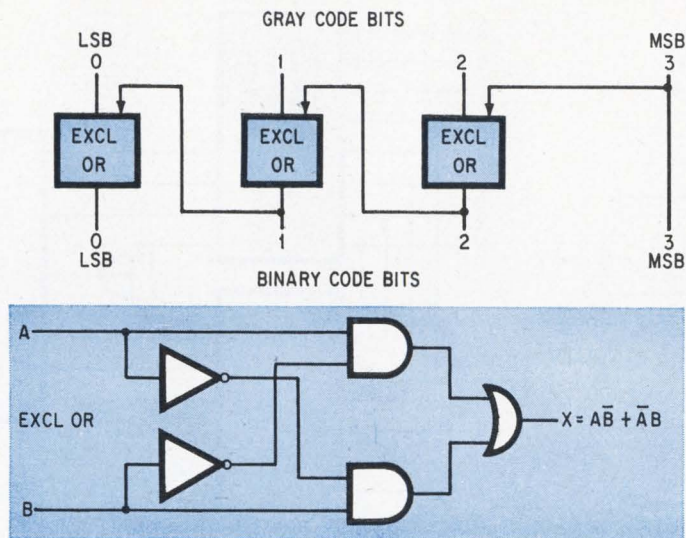 GRAY CODE BITS
LSB MSB
0 1 2 3
EXCL OR EXCL OR EXCL OR
0 1 2 3
LSB MSB
BINARY CODE BITS
A
EXCL OR
B
X = AB̅ + A̅B